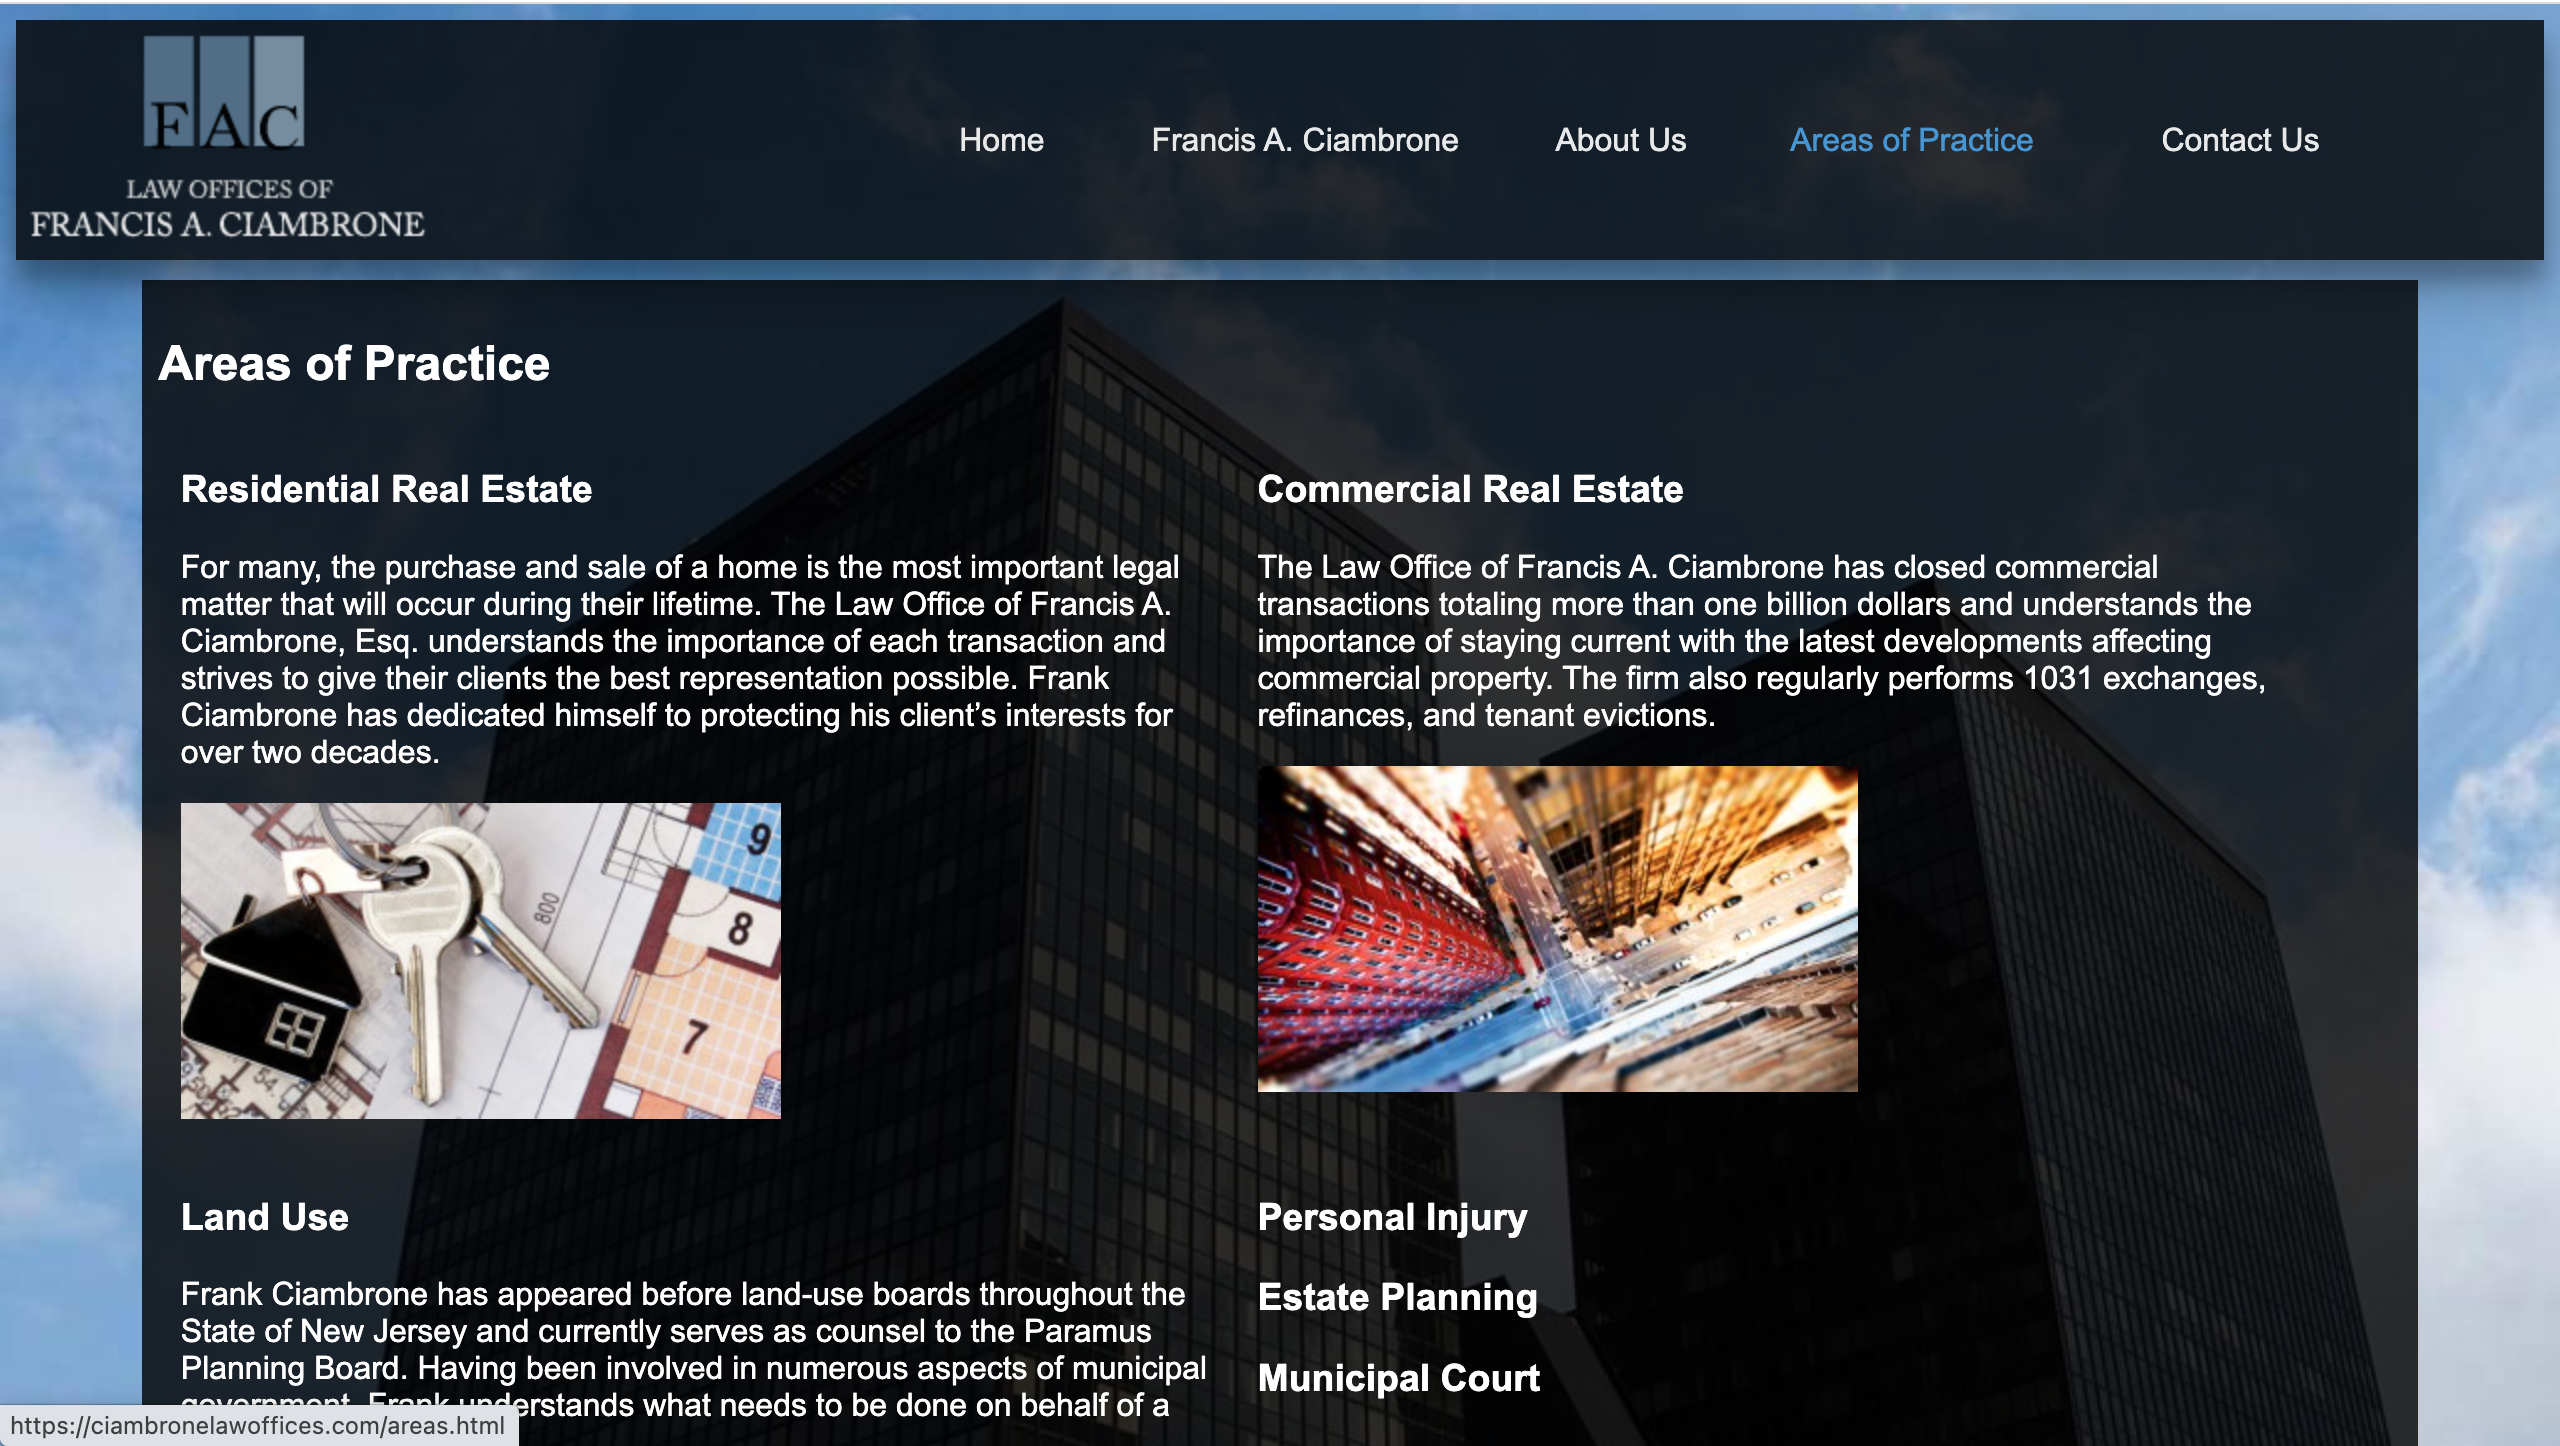 FAC
LAW OFFICES OF
FRANCIS A. CIAMBRONE
Home
Francis A. Ciambrone
About Us
Areas of Practice
Contact Us
Areas of Practice
Residential Real Estate
For many, the purchase and sale of a home is the most important legal
matter that will occur during their lifetime. The Law Office of Francis A.
Ciambrone, Esq. understands the importance of each transaction and
strives to give their clients the best representation possible. Frank
Ciambrone has dedicated himself to protecting his client’s interests for
over two decades.
9
8
800
7
54.
Commercial Real Estate
The Law Office of Francis A. Ciambrone has closed commercial
transactions totaling more than one billion dollars and understands the
importance of staying current with the latest developments affecting
commercial property. The firm also regularly performs 1031 exchanges,
refinances, and tenant evictions.
Land Use
Frank Ciambrone has appeared before land-use boards throughout the
State of New Jersey and currently serves as counsel to the Paramus
Planning Board. Having been involved in numerous aspects of municipal
government, Frank understands what needs to be done on behalf of a
Personal Injury
Estate Planning
Municipal Court
https://ciambronelawoffices.com/areas.html